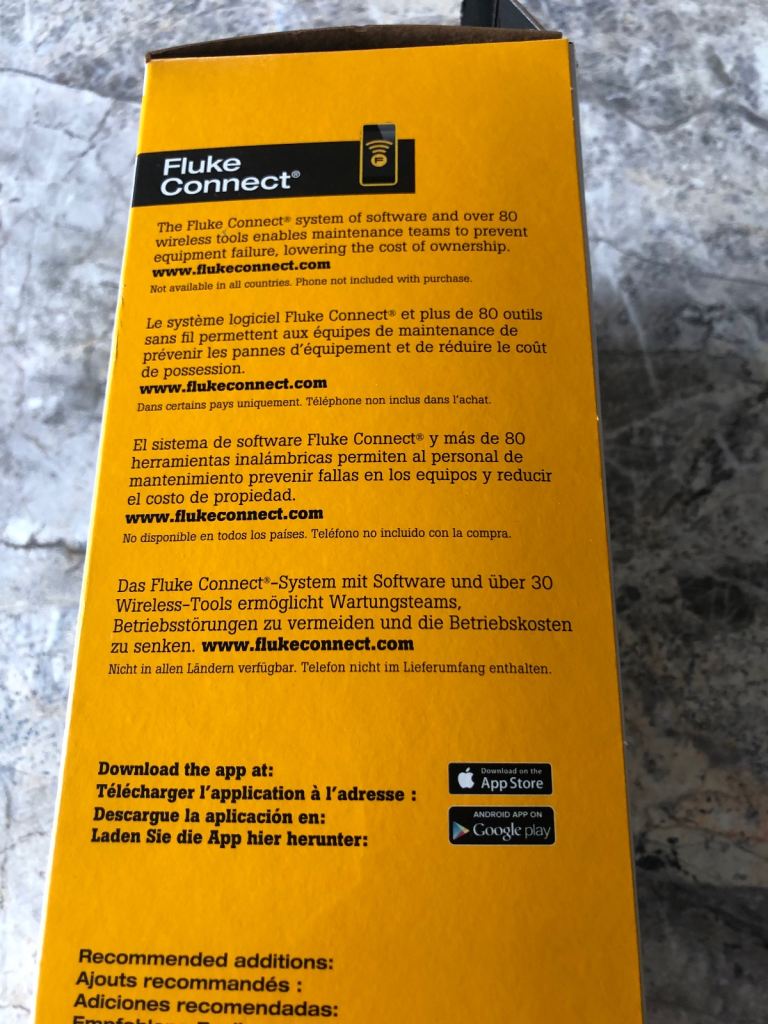 Fluke
Connect®
The Fluke Connect® system of software and over 80
wireless tools enables maintenance teams to prevent
equipment failure, lowering the cost of ownership.
www.flukeconnect.com
Not available in all countries. Phone not included with purchase.
Le système logiciel Fluke Connect® et plus de 80 outils
sans fil permettent aux équipes de maintenance de
prévenir les pannes d'équipement et de réduire le coût
de possession.
www.flukeconnect.com
Dans certains pays uniquement. Téléphone non inclus dans l'achat.
El sistema de software Fluke Connect® y más de 80
herramientas inalámbricas permiten al personal de
mantenimiento prevenir fallas en los equipos y reducir
el costo de propiedad.
www.flukeconnect.com
No disponible en todos los países. Teléfono no incluido con la compra.
Das Fluke Connect®-System mit Software und über 30
Wireless-Tools ermöglicht Wartungsteams,
Betriebsstörungen zu vermeiden und die Betriebskosten
zu senken. www.flukeconnect.com
Nicht in allen Ländern verfügbar. Telefon nicht im Lieferumfang enthalten.
Download the app at:
Télécharger l'application à l'adresse :
Descargue la aplicación en:
Laden Sie die App hier herunter:
Download on the
App Store
ANDROID APP ON
Google play
Recommended additions:
Ajouts recommandés :
Adiciones recomendadas: